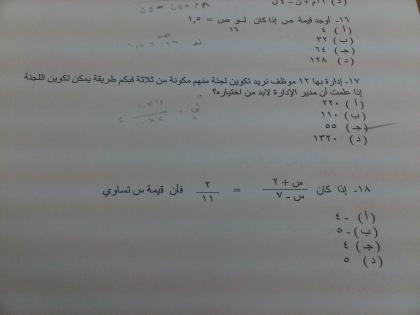 ١٦- أوجد قيمة ص إذا كان لـو ص = ١,٥
١٦
(أ) ٤
(ب) ٣٢
(جـ) ٦٤
(د) ١٢٨
١٧- إدارة بها ١٢ موظف نريد تكوين لجنة منهم مكونة من ثلاثة فبكم طريقة يمكن تكوين اللجنة
إذا علمت أن مدير الإدارة لابد من اختياره؟
(أ) ٢٢٠
(ب) ١١٠
(جـ) ٥٥
(د) ١٣٢٠
١٨- إذا كان س + ٢ / س - ٧ = ٢ / ١١ فأن قيمة س تساوي
(أ) -٤
(ب) -٥
(جـ) ٤
(د) ٥